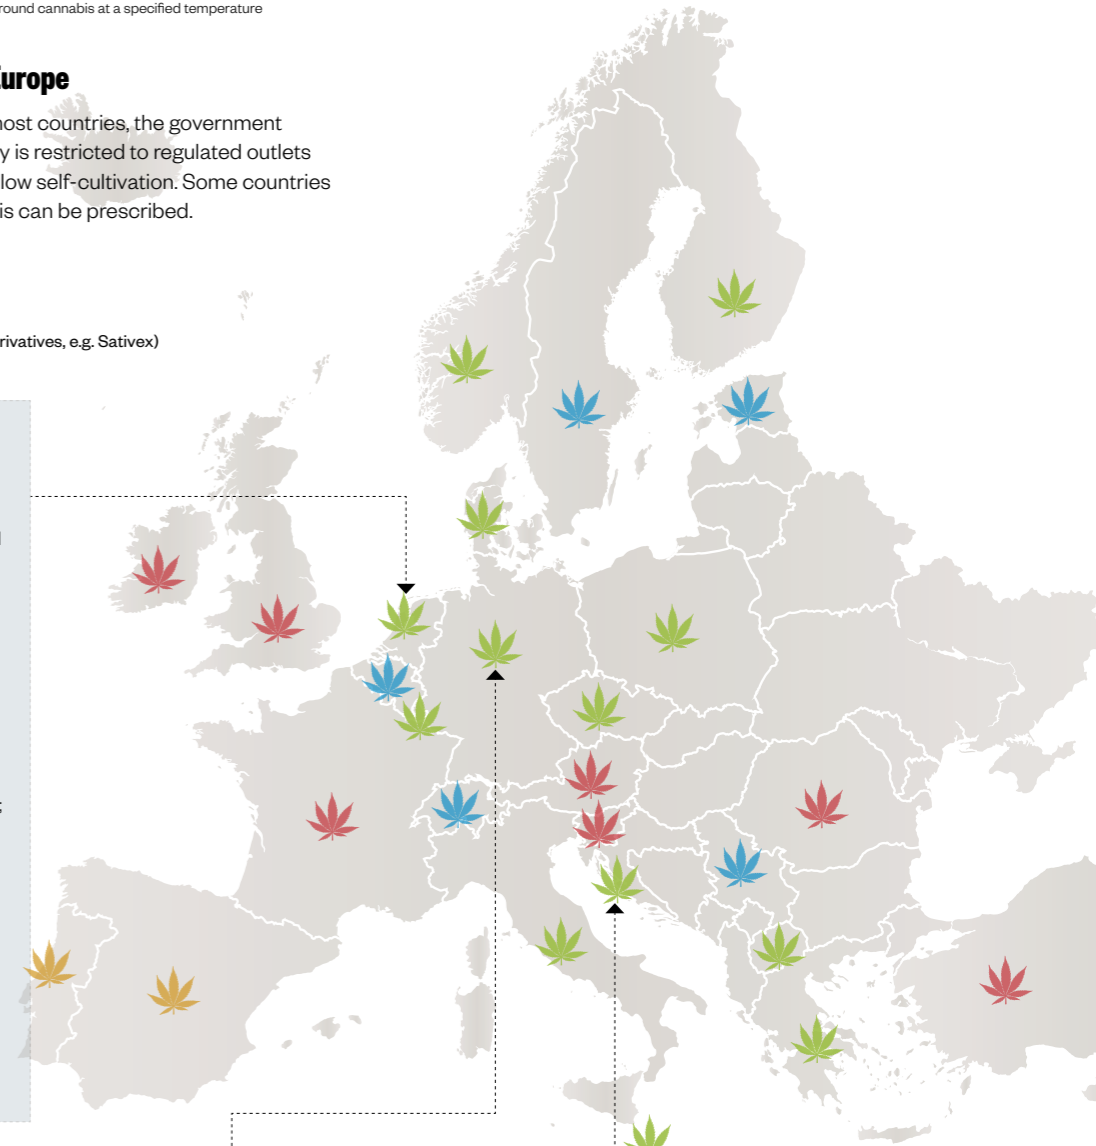 round cannabis at a specified temperature
Europe
most countries, the government
y is restricted to regulated outlets
low self-cultivation. Some countries
is can be prescribed.
rivatives, e.g. Sativex)